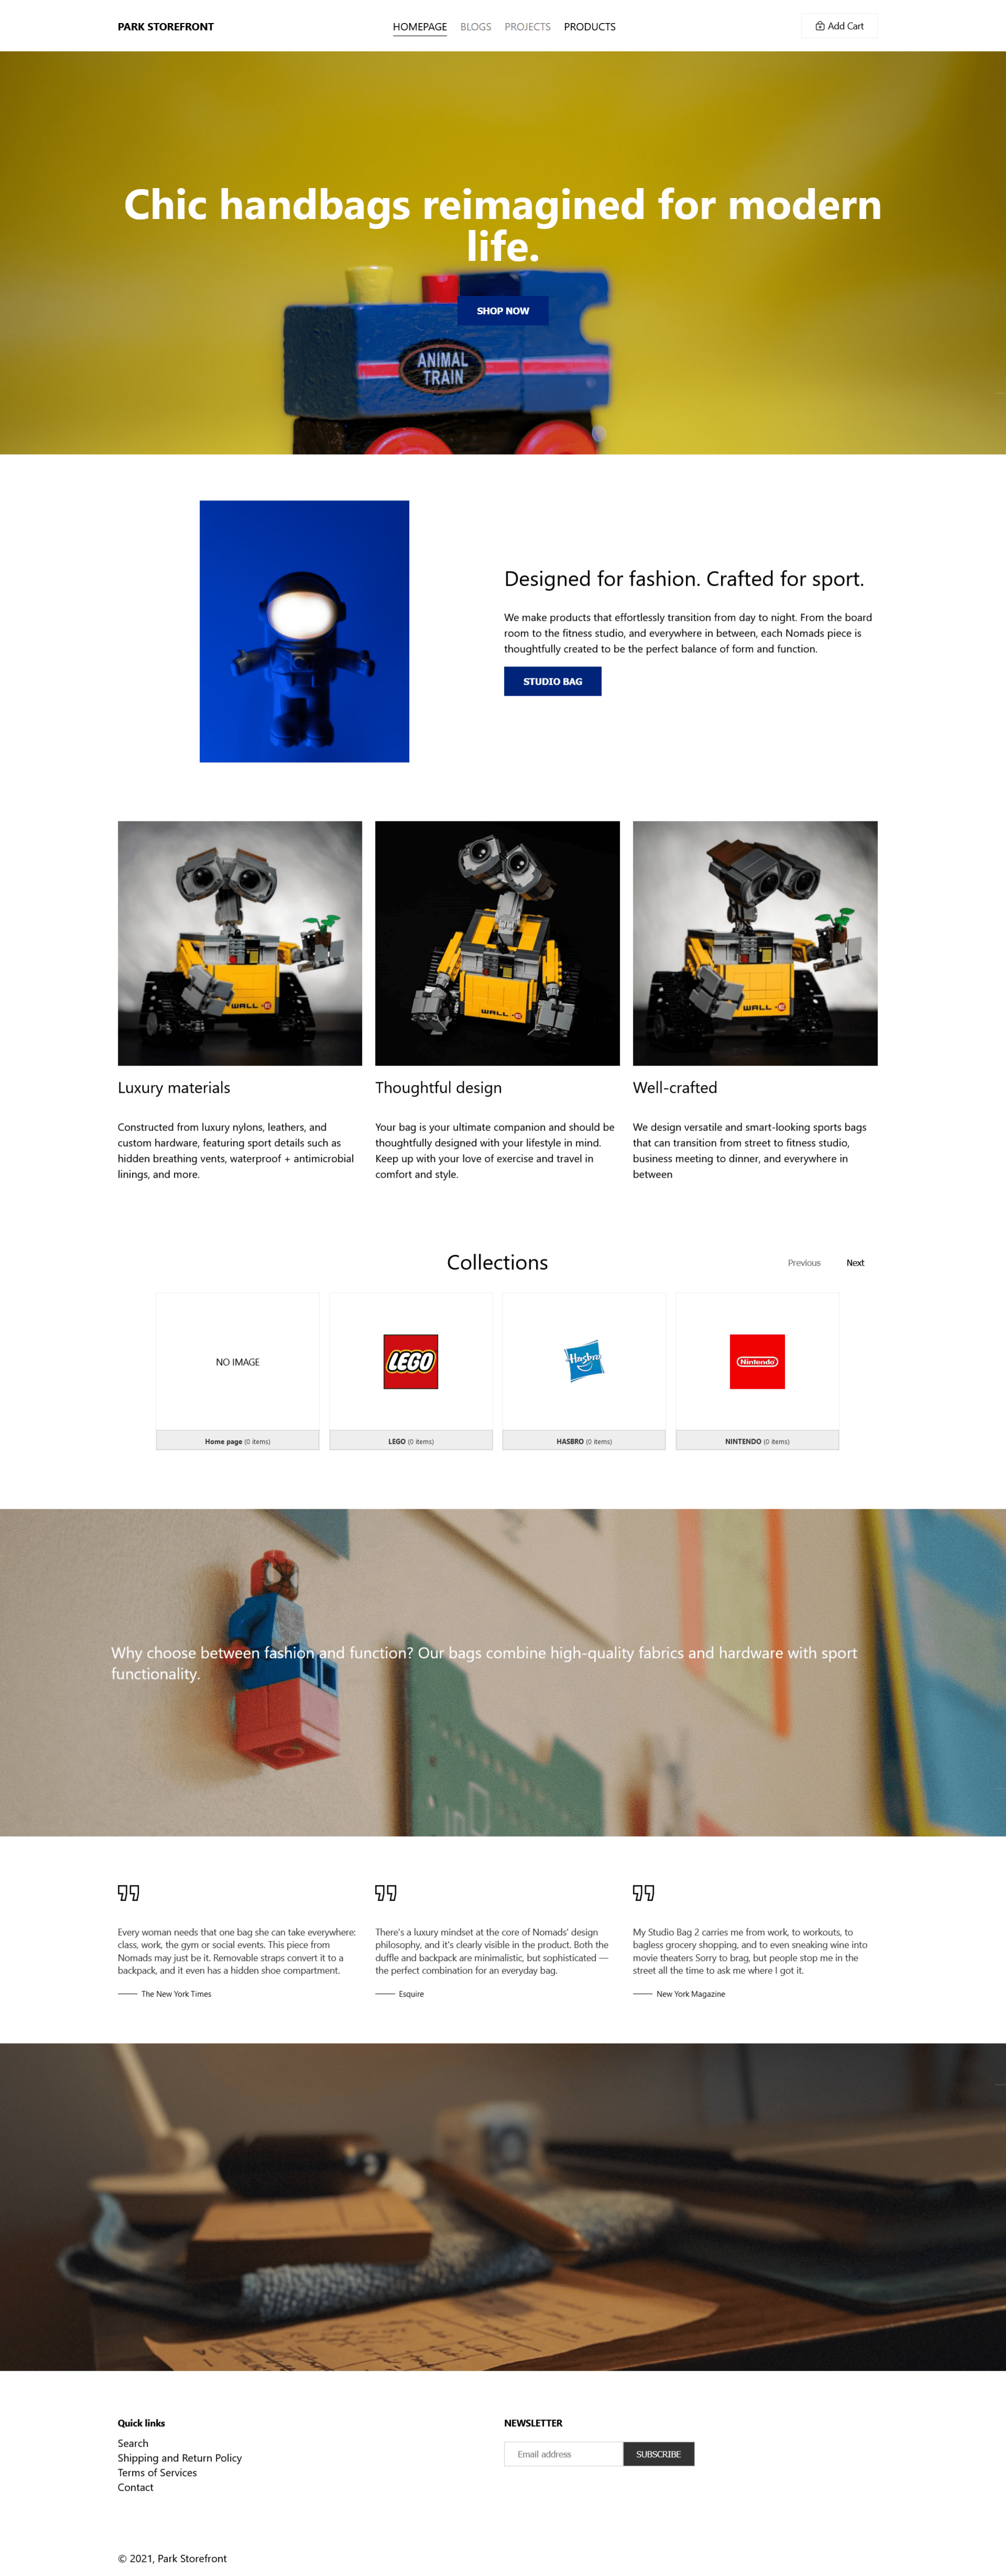 PARK STOREFRONT
HOMEPAGE BLOGS PROJECTS PRODUCTS
Add Cart
Chic handbags reimagined for modern
life.
SHOP NOW
ANIMAL
TRAIN
Designed for fashion. Crafted for sport.
We make products that effortlessly transition from day to night. From the board
room to the fitness studio, and everywhere in between, each Nomads piece is
thoughtfully created to be the perfect balance of form and function.
STUDIO BAG
WALL
WALL
WALL
Luxury materials
Constructed from luxury nylons, leathers, and
custom hardware, featuring sport details such as
hidden breathing vents, waterproof + antimicrobial
linings, and more.
Thoughtful design
Your bag is your ultimate companion and should be
thoughtfully designed with your lifestyle in mind.
Keep up with your love of exercise and travel in
comfort and style.
Well-crafted
We design versatile and smart-looking sports bags
that can transition from street to fitness studio,
business meeting to dinner, and everywhere in
between
Collections
Previous
Next
NO IMAGE
Home page (0 items)
LEGO
LEGO (0 items)
Hasbro
HASBRO (0 items)
Nintendo
NINTENDO (0 items)
Why choose between fashion and function? Our bags combine high-quality fabrics and hardware with sport
functionality.
Every woman needs that one bag she can take everywhere:
class, work, the gym or social events. This piece from
Nomads may just be it. Removable straps convert it to a
backpack, and it even has a hidden shoe compartment.
The New York Times
There's a luxury mindset at the core of Nomads' design
philosophy, and it's clearly visible in the product. Both the
duffle and backpack are minimalistic, but sophisticated —
the perfect combination for an everyday bag.
Esquire
My Studio Bag 2 carries me from work, to workouts, to
bagless grocery shopping, and to even sneaking wine into
movie theaters Sorry to brag, but people stop me in the
street all the time to ask me where I got it.
New York Magazine
Quick links
Search
Shipping and Return Policy
Terms of Services
Contact
NEWSLETTER
Email address
SUBSCRIBE
© 2021, Park Storefront